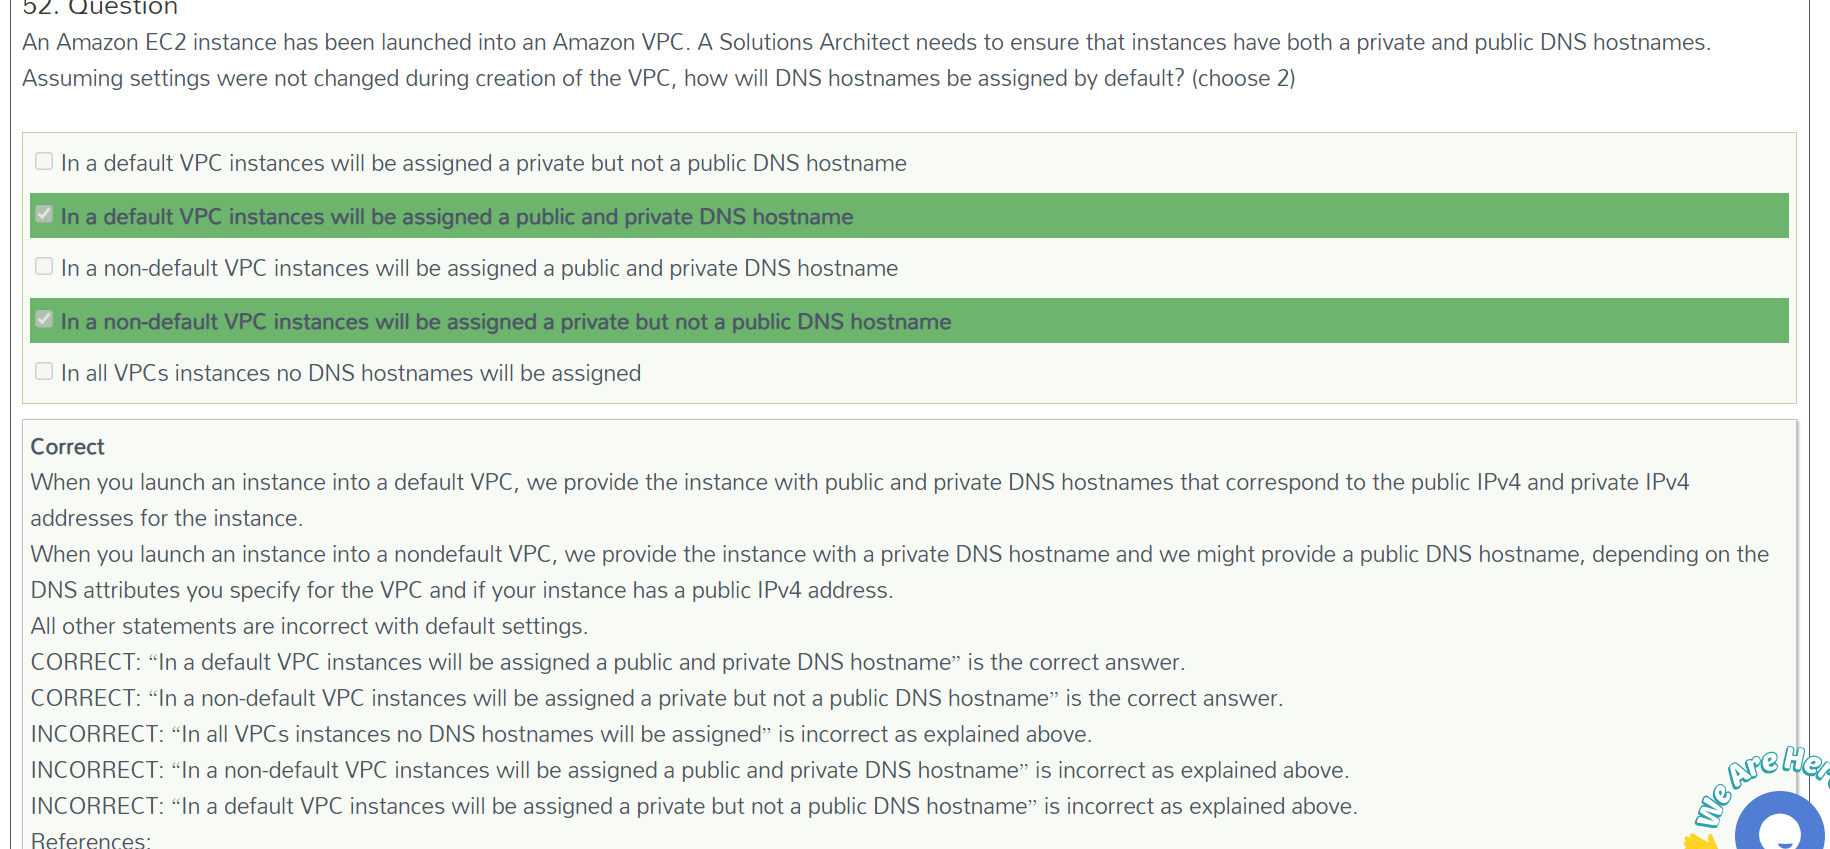 52. Question
An Amazon EC2 instance has been launched into an Amazon VPC. A Solutions Architect needs to ensure that instances have both a private and public DNS hostnames.
Assuming settings were not changed during creation of the VPC, how will DNS hostnames be assigned by default? (choose 2)
In a default VPC instances will be assigned a private but not a public DNS hostname
In a default VPC instances will be assigned a public and private DNS hostname
In a non-default VPC instances will be assigned a public and private DNS hostname
In a non-default VPC instances will be assigned a private but not a public DNS hostname
In all VPCs instances no DNS hostnames will be assigned
Correct
When you launch an instance into a default VPC, we provide the instance with public and private DNS hostnames that correspond to the public IPv4 and private IPv4
addresses for the instance.
When you launch an instance into a nondefault VPC, we provide the instance with a private DNS hostname and we might provide a public DNS hostname, depending on the
DNS attributes you specify for the VPC and if your instance has a public IPv4 address.
All other statements are incorrect with default settings.
CORRECT: “In a default VPC instances will be assigned a public and private DNS hostname” is the correct answer.
CORRECT: “In a non-default VPC instances will be assigned a private but not a public DNS hostname” is the correct answer.
INCORRECT: “In all VPCs instances no DNS hostnames will be assigned” is incorrect as explained above.
INCORRECT: “In a non-default VPC instances will be assigned a public and private DNS hostname” is incorrect as explained above.
INCORRECT: “In a default VPC instances will be assigned a private but not a public DNS hostname” is incorrect as explained above.
References:
We Are Here